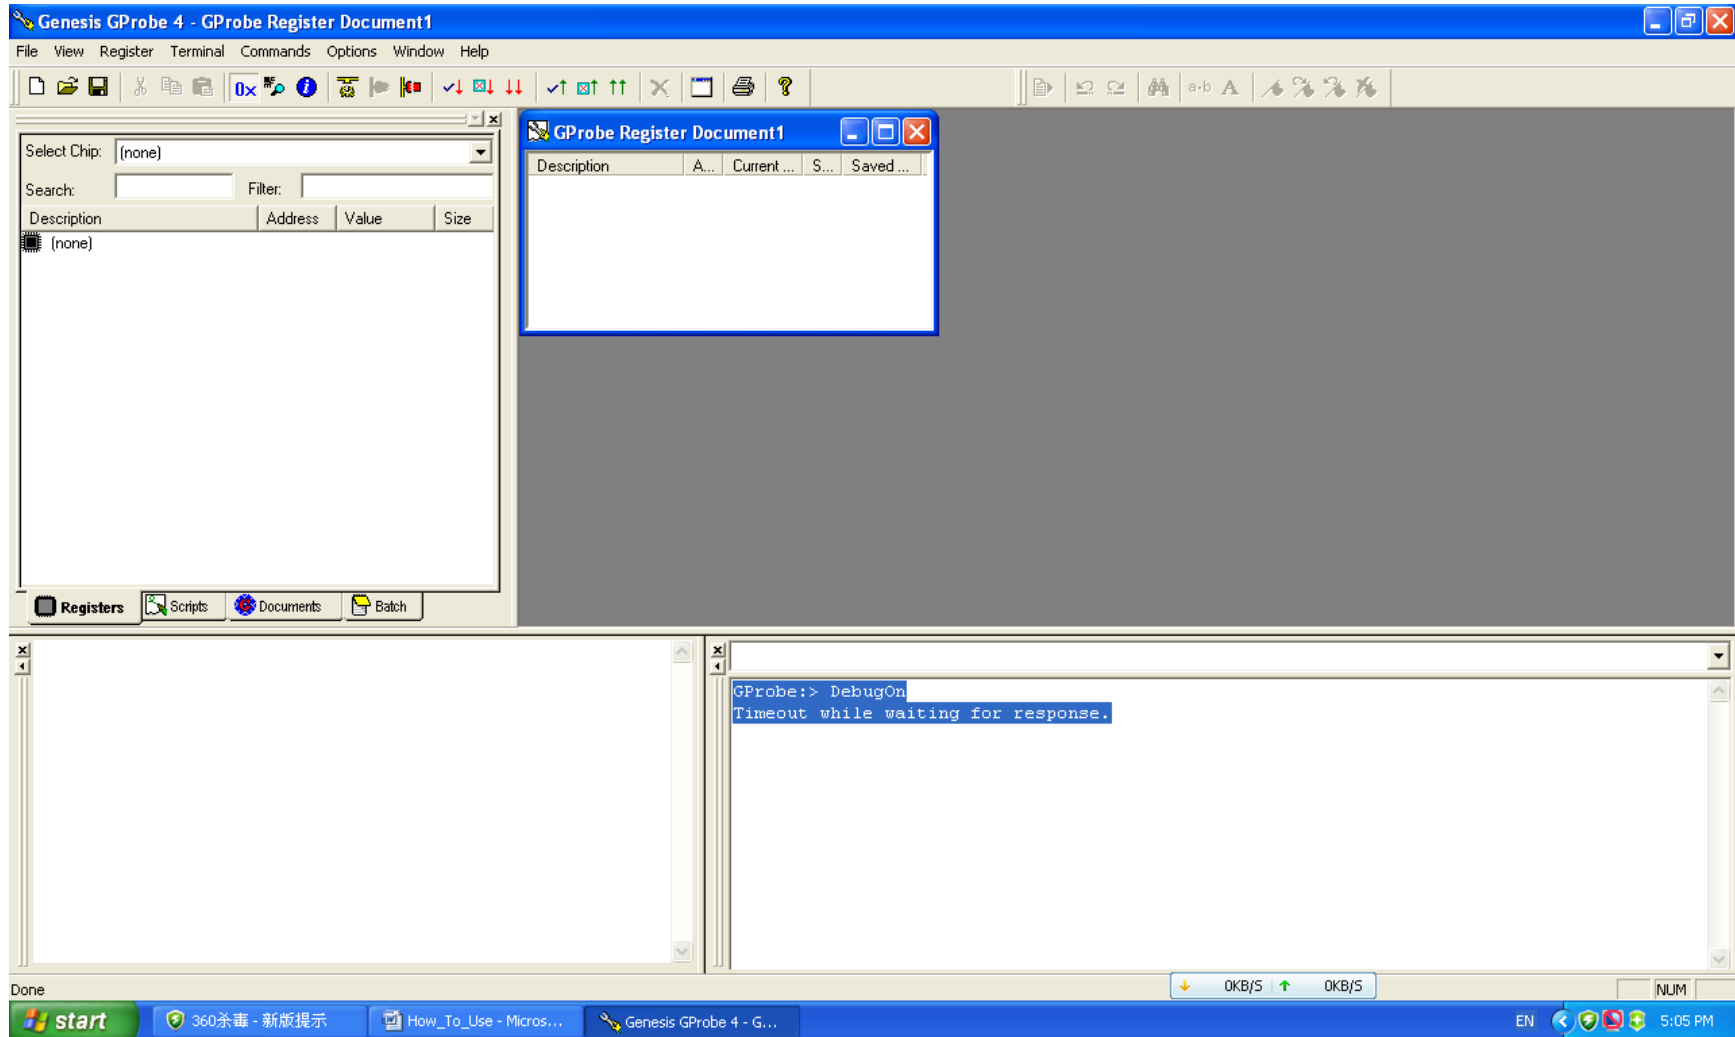 Genesis GProbe 4 - GProbe Register Document1
File View Register Terminal Commands Options Window Help
0x
a·b A
Select Chip: (none)
Search: Filter:
Description Address Value Size
(none)
Registers Scripts Documents Batch
GProbe Register Document1
Description A... Current ... S... Saved ...
GProbe:> DebugOn
Timeout while waiting for response.
Done
0KB/S 0KB/S
NUM
start
360杀毒 - 新版提示
How_To_Use - Micros...
Genesis GProbe 4 - G...
EN
5:05 PM